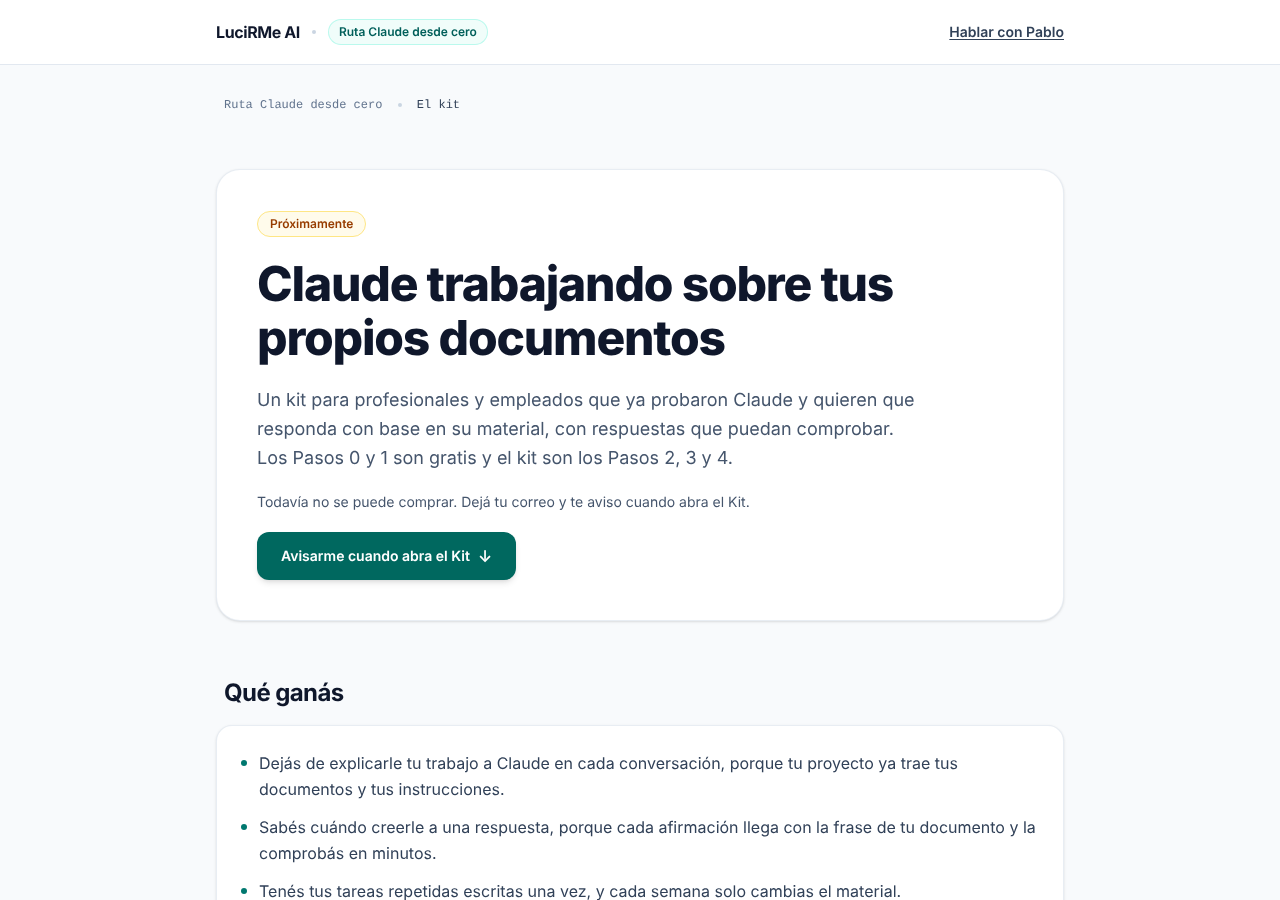 LuciRMe AI
Ruta Claude desde cero
Hablar con Pablo
Ruta Claude desde cero
El kit
Próximamente
Claude trabajando sobre tus
propios documentos
Un kit para profesionales y empleados que ya probaron Claude y quieren que
responda con base en su material, con respuestas que puedan comprobar.
Los Pasos 0 y 1 son gratis y el kit son los Pasos 2, 3 y 4.
Todavía no se puede comprar. Dejá tu correo y te aviso cuando abra el Kit.
Avisarme cuando abra el Kit ↓
Qué ganás
Dejás de explicarle tu trabajo a Claude en cada conversación, porque tu proyecto ya trae tus
documentos y tus instrucciones.
Sabés cuándo creerle a una respuesta, porque cada afirmación llega con la frase de tu documento y la
comprobás en minutos.
Tenés tus tareas repetidas escritas una vez, y cada semana solo cambias el material.